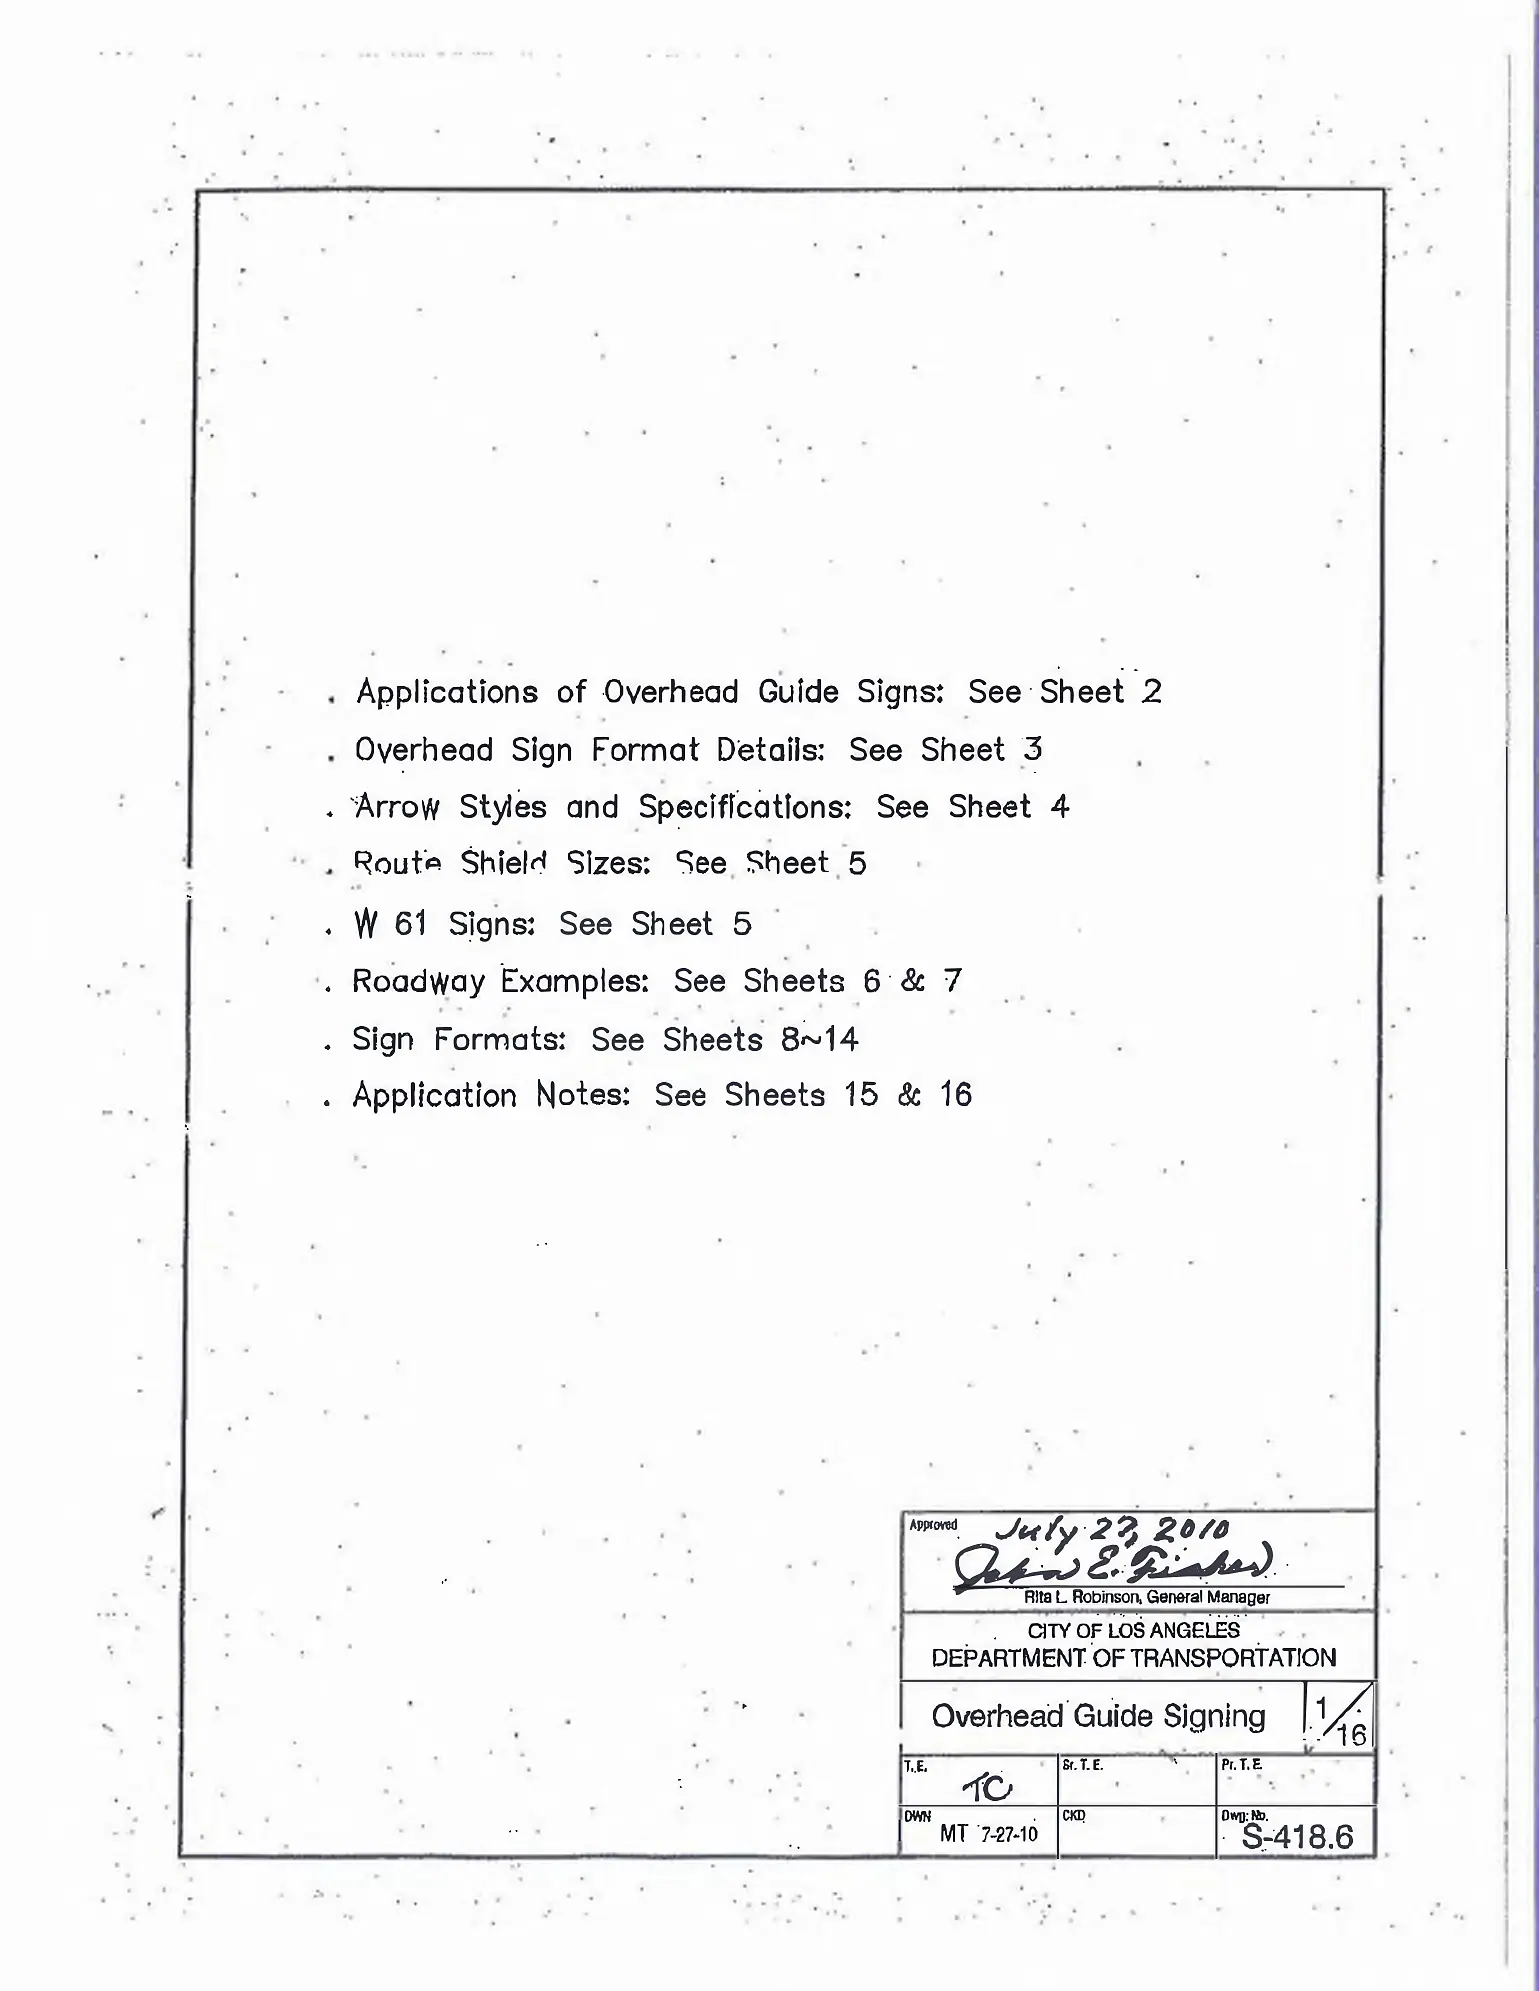 . Applications of Overhead Guide Signs: See Sheet 2
. Overhead Sign Format Details: See Sheet 3
. Arrow Styles and Specifications: See Sheet 4
. Route Shield Sizes: See Sheet 5
. W 61 Signs: See Sheet 5
. Roadway Examples: See Sheets 6 & 7
. Sign Formats: See Sheets 8~14
. Application Notes: See Sheets 15 & 16
Approved July 27, 2010
John E. Fisher
Rita L. Robinson, General Manager
CITY OF LOS ANGELES
DEPARTMENT OF TRANSPORTATION
Overhead Guide Signing 1/16
T.E. TC Sr. T. E. Pr. T. E.
DWN MT 7-27-10 CKD Dwg. No. S-418.6